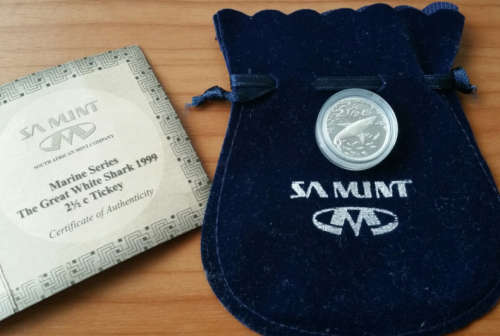 SA MINT
SOUTH AFRICAN MINT COMPANY
Marine Series
The Great White Shark 1999
2½ c Tickey
Certificate of Authenticity
SA MINT